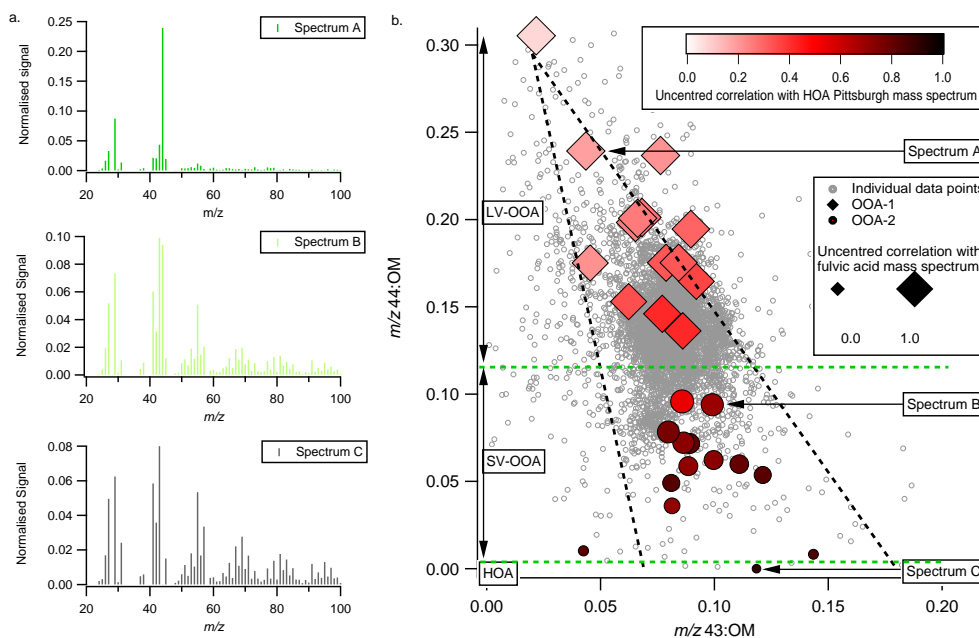 a.
Normalised signal
0.25
0.20
0.15
0.10
0.05
0.00
Spectrum A
20
40
60
80
100
m/z
Normalised signal
0.10
0.08
0.06
0.04
0.02
0.00
Spectrum B
20
40
60
80
100
m/z
Normalised Signal
0.08
0.06
0.04
0.02
0.00
Spectrum C
20
40
60
80
100
m/z
b.
m/z 44:OM
0.30
0.25
0.20
0.15
0.10
0.05
0.00
LV-OOA
SV-OOA
HOA
0.0
0.2
0.4
0.6
0.8
1.0
Uncentred correlation with HOA Pittsburgh mass spectrum
Spectrum A
Individual data points
OOA-1
OOA-2
Uncentred correlation with
fulvic acid mass spectrum
0.0
1.0
Spectrum B
Spectrum C
0.00
0.05
0.10
0.15
0.20
m/z 43:OM